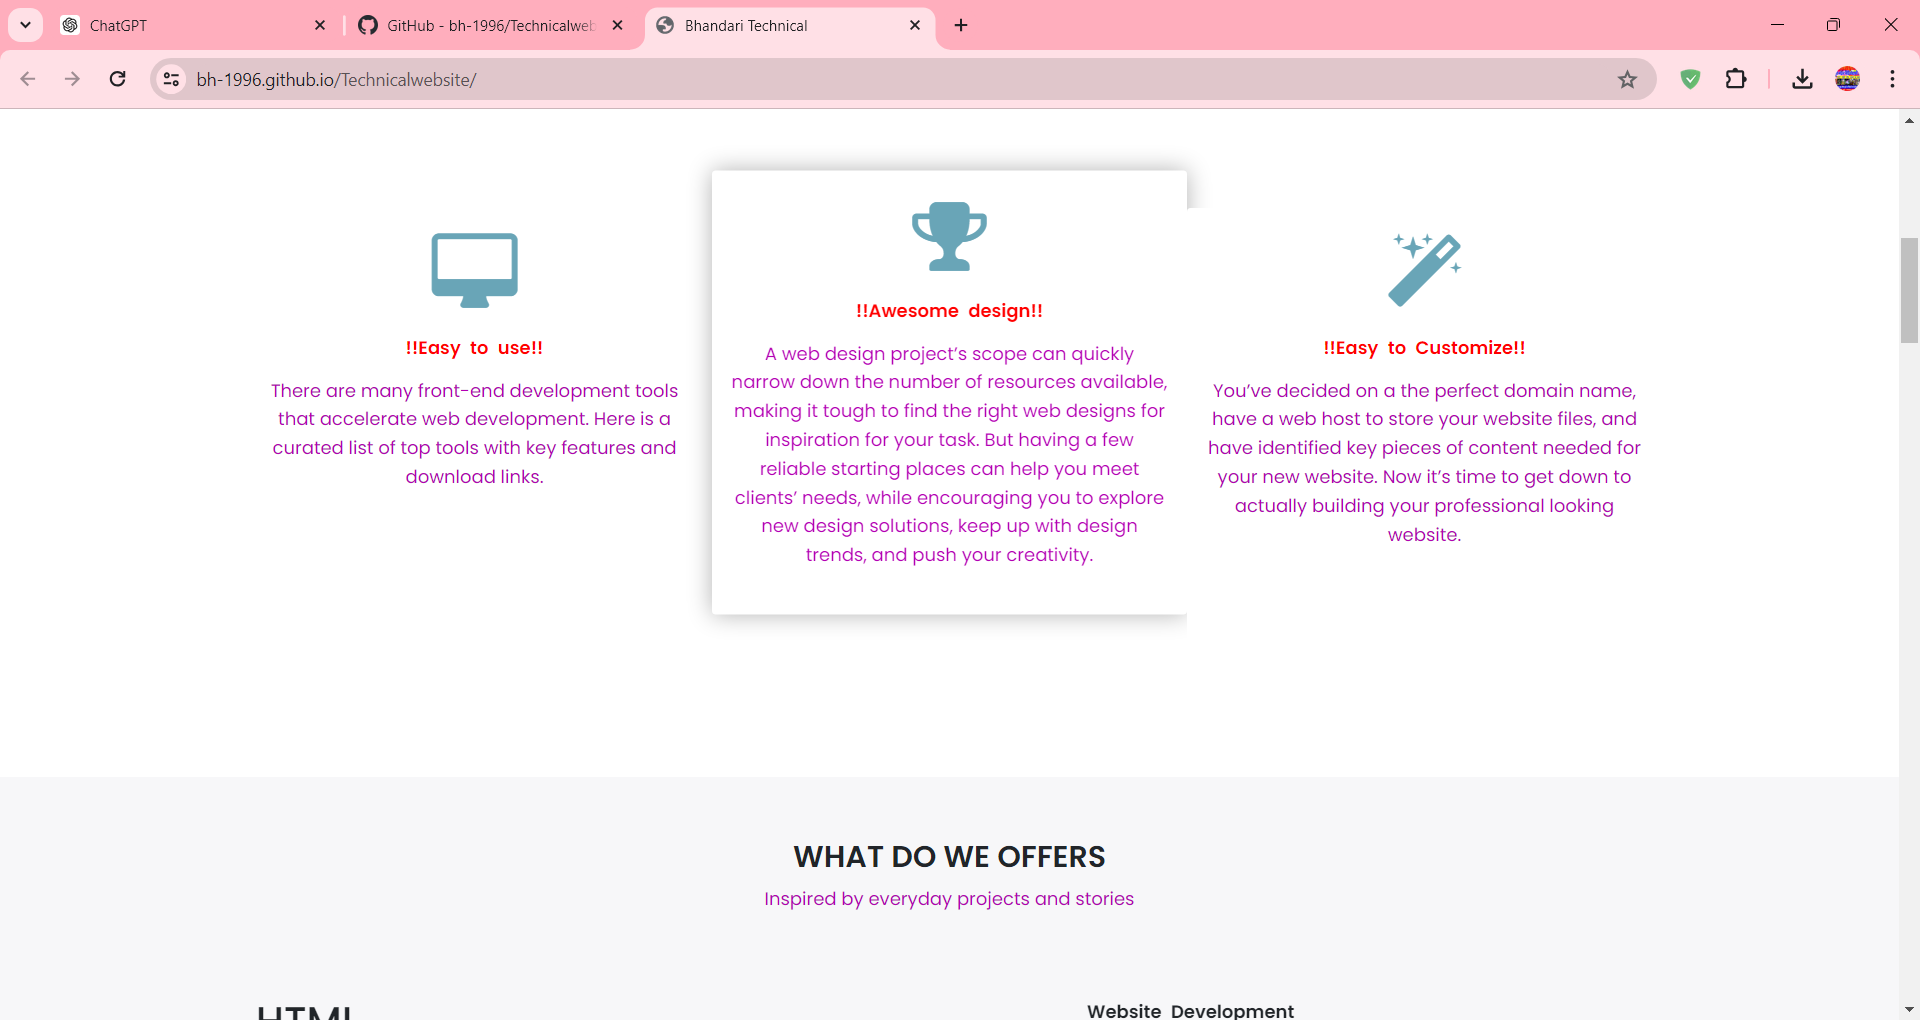 ChatGPT
GitHub - bh-1996/Technicalweb
Bhandari Technical
bh-1996.github.io/Technicalwebsite/
!!Easy to use!!
There are many front-end development tools
that accelerate web development. Here is a
curated list of top tools with key features and
download links.
!!Awesome design!!
A web design project’s scope can quickly
narrow down the number of resources available,
making it tough to find the right web designs for
inspiration for your task. But having a few
reliable starting places can help you meet
clients’ needs, while encouraging you to explore
new design solutions, keep up with design
trends, and push your creativity.
!!Easy to Customize!!
You’ve decided on a the perfect domain name,
have a web host to store your website files, and
have identified key pieces of content needed for
your new website. Now it’s time to get down to
actually building your professional looking
website.
WHAT DO WE OFFERS
Inspired by everyday projects and stories
HTML
Website Development